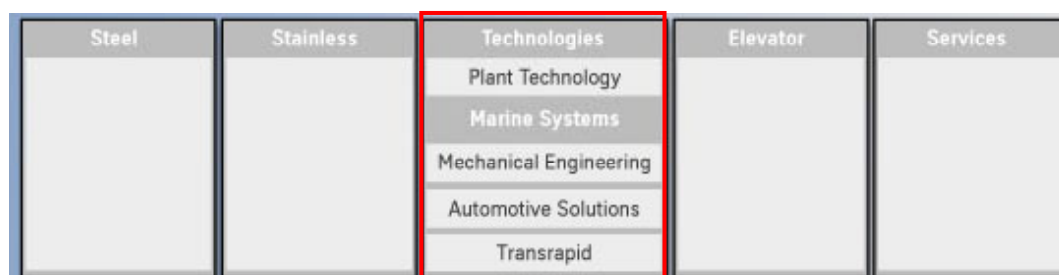 Steel
Stainless
Technologies
Elevator
Services
Plant Technology
Marine Systems
Mechanical Engineering
Automotive Solutions
Transrapid